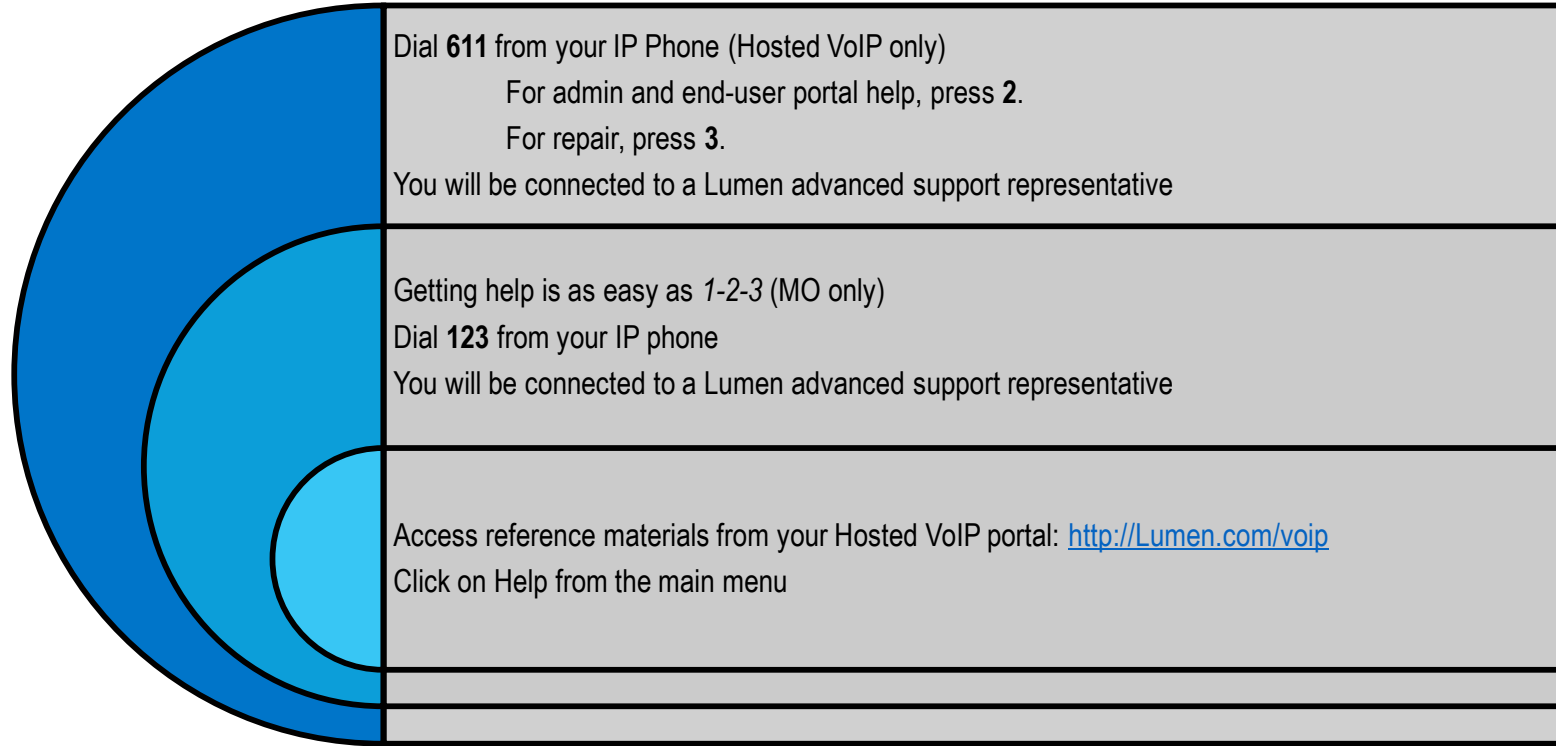 Dial 611 from your IP Phone (Hosted VoIP only)
For admin and end-user portal help, press 2.
For repair, press 3.
You will be connected to a Lumen advanced support representative
Getting help is as easy as 1-2-3 (MO only)
Dial 123 from your IP phone
You will be connected to a Lumen advanced support representative
Access reference materials from your Hosted VoIP portal: http://Lumen.com/voip
Click on Help from the main menu